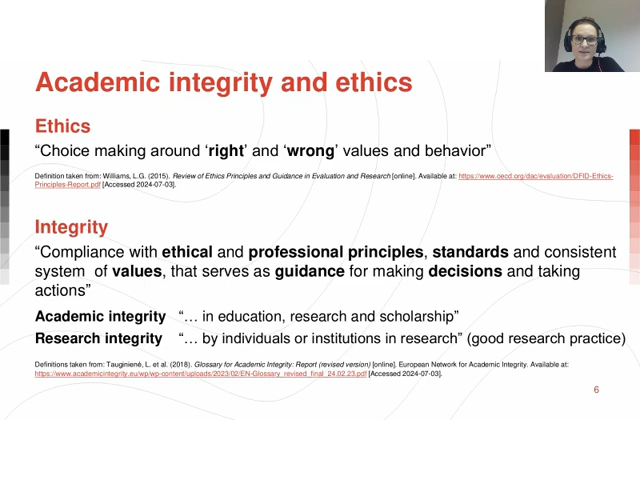 Academic integrity and ethics
Ethics
“Choice making around ‘right’ and ‘wrong’ values and behavior”
Definition taken from: Williams, L.G. (2015). Review of Ethics Principles and Guidance in Evaluation and Research [online]. Available at: https://www.oecd.org/dac/evaluation/DFID-Ethics-
Principles-Report.pdf [Accessed 2024-07-03].
Integrity
“Compliance with ethical and professional principles, standards and consistent
system of values, that serves as guidance for making decisions and taking
actions”
Academic integrity “… in education, research and scholarship”
Research integrity “… by individuals or institutions in research” (good research practice)
Definitions taken from: Tauginienė, L. et al. (2018). Glossary for Academic Integrity: Report (revised version) [online]. European Network for Academic Integrity. Available at:
https://www.academicintegrity.eu/wp/wp-content/uploads/2023/02/EN-Glossary_revised_final_24.02.23.pdf [Accessed 2024-07-03].
6